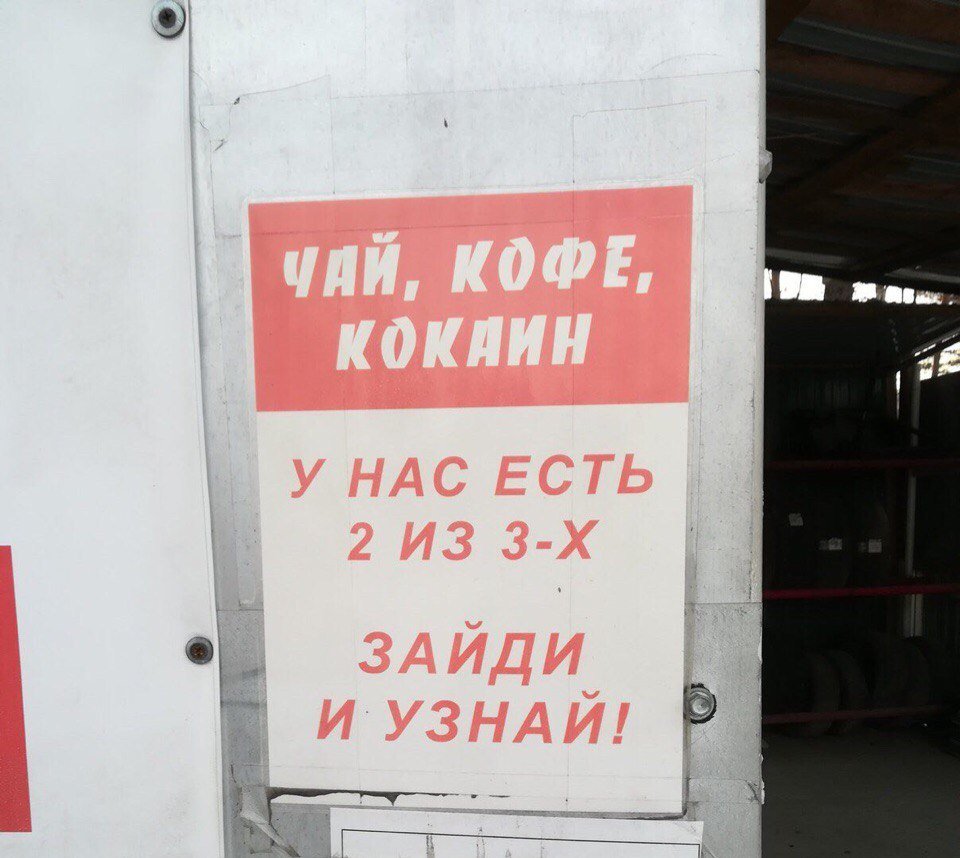 ЧАЙ, КОФЕ,
КОКАИН
У НАС ЕСТЬ
2 ИЗ 3-Х
ЗАЙДИ
И УЗНАЙ!